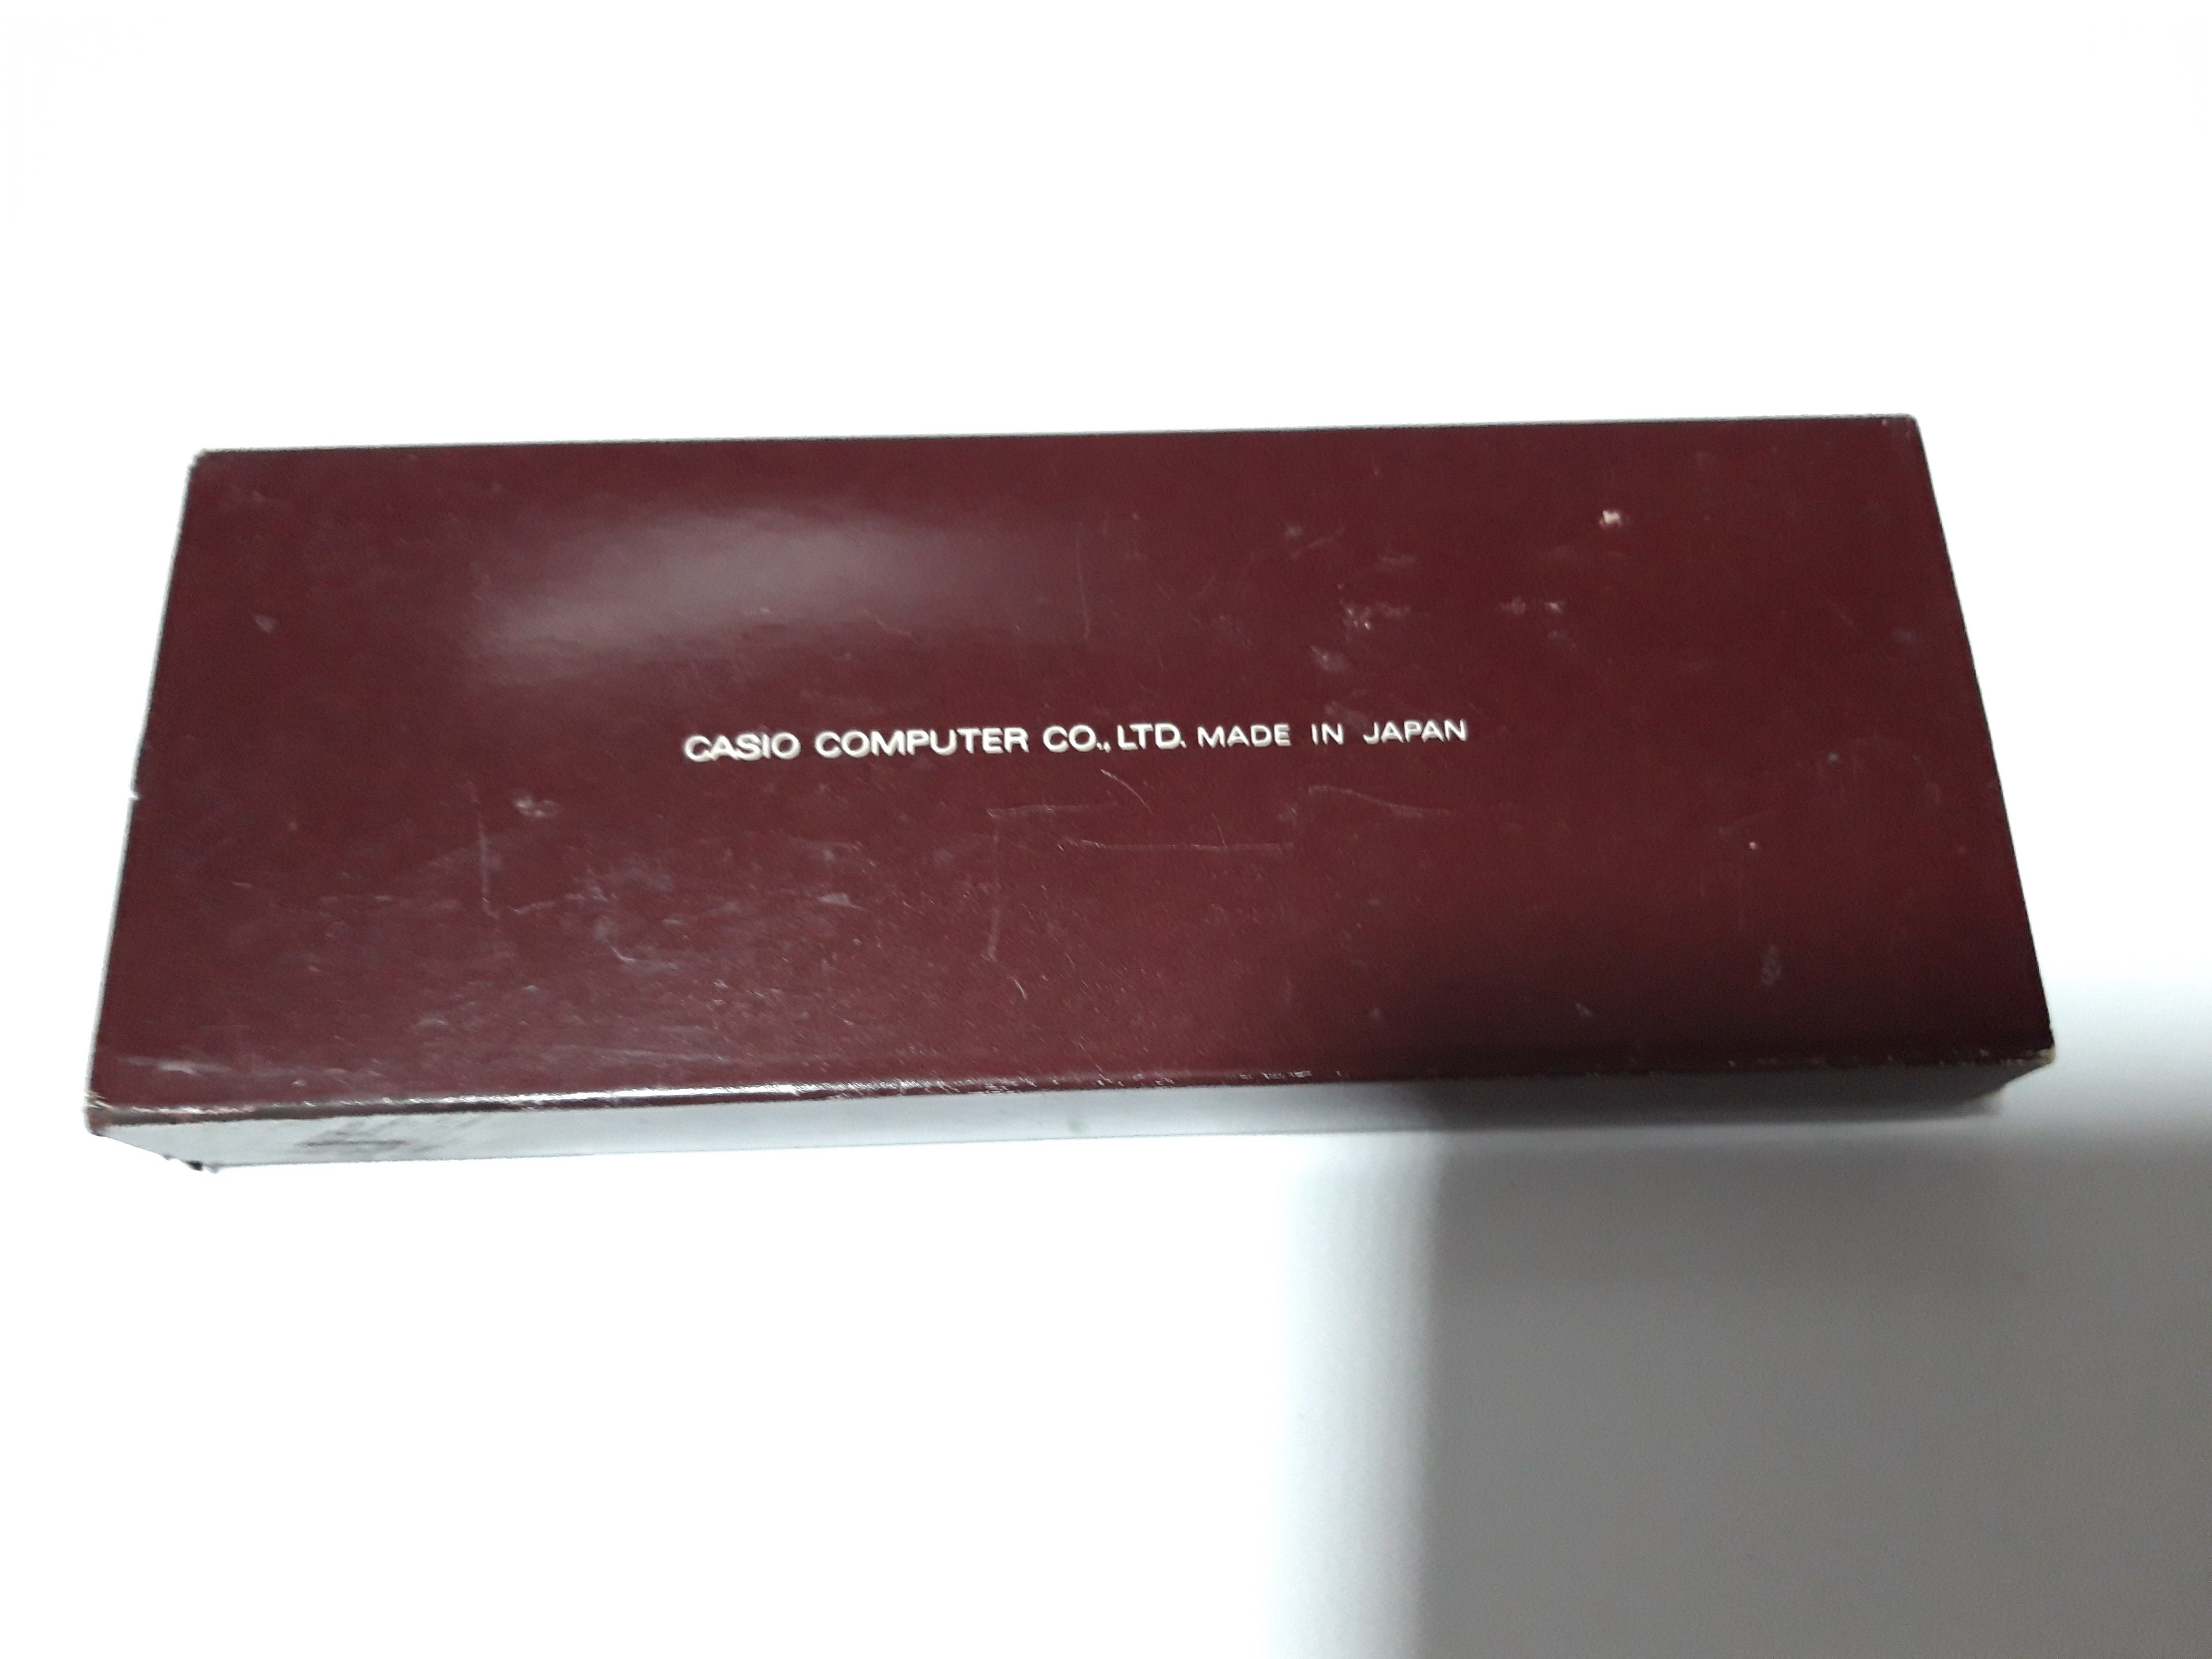 CASIO COMPUTER CO., LTD. MADE IN JAPAN